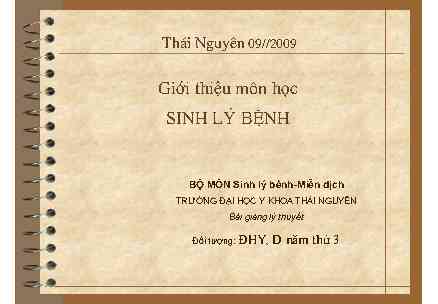 Thái Nguyên 09//2009
Giới thiệu môn học
SINH LÝ BỆNH
BỘ MÔN Sinh lý bệnh-Miễn dịch
TRƯỜNG ĐẠI HỌC Y KHOA THÁI NGUYÊN
Bài giảng lý thuyết
Đối tượng: ĐHY, D năm thứ 3